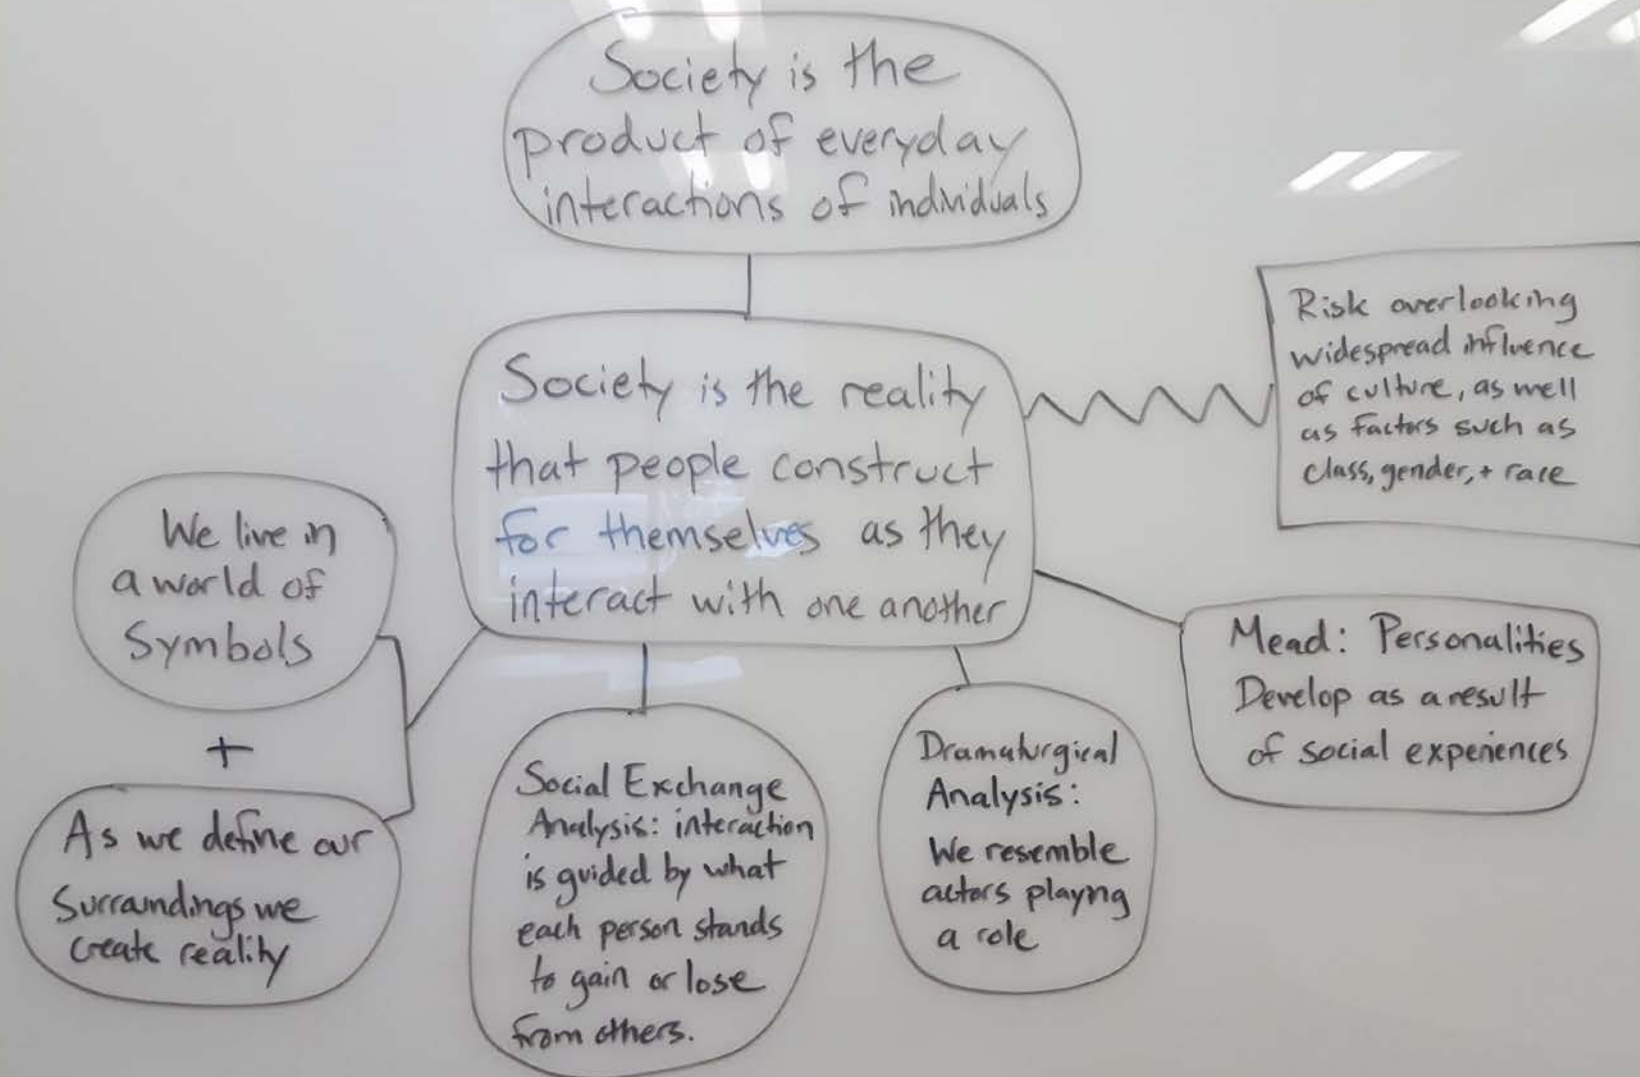 Society is the
product of everyday
interactions of individuals
Society is the reality
that people construct
for themselves as they
interact with one another
Risk overlooking
widespread influence
of culture, as well
as factors such as
class, gender, + race
We live in
a world of
Symbols
+
As we define our
Surroundings we
create reality
Social Exchange
Analysis: interaction
is guided by what
each person stands
to gain or lose
from others.
Dramaturgical
Analysis:
We resemble
actors playing
a role
Mead: Personalities
Develop as a result
of social experiences